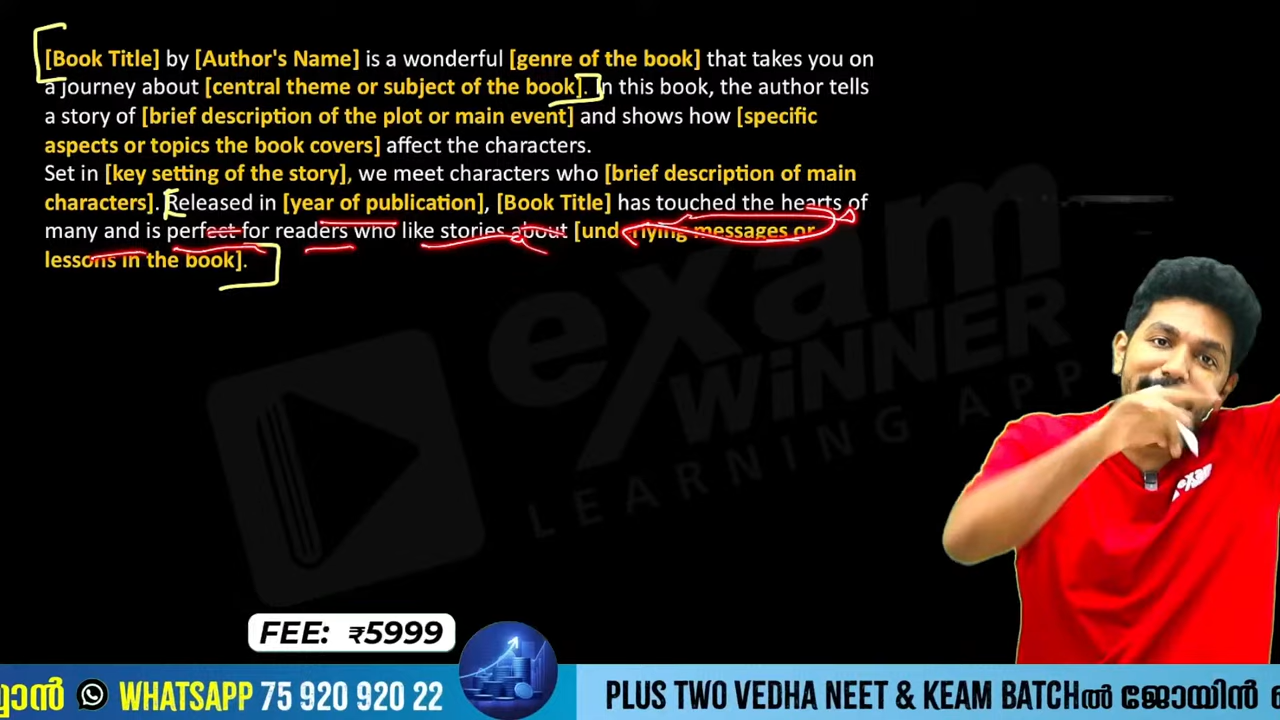 [Book Title] by [Author's Name] is a wonderful [genre of the book] that takes you on
a journey about [central theme or subject of the book]. In this book, the author tells
a story of [brief description of the plot or main event] and shows how [specific
aspects or topics the book covers] affect the characters.
Set in [key setting of the story], we meet characters who [brief description of main
characters]. Released in [year of publication], [Book Title] has touched the hearts of
many and is perfect for readers who like stories about [underlying messages or
lessons in the book].
exam
WINNER
LEARNING APP
exam
FEE: ₹5999
WHATSAPP 75 920 920 22
PLUS TWO VEDHA NEET & KEAM BATCHൽ ജോയിൻ